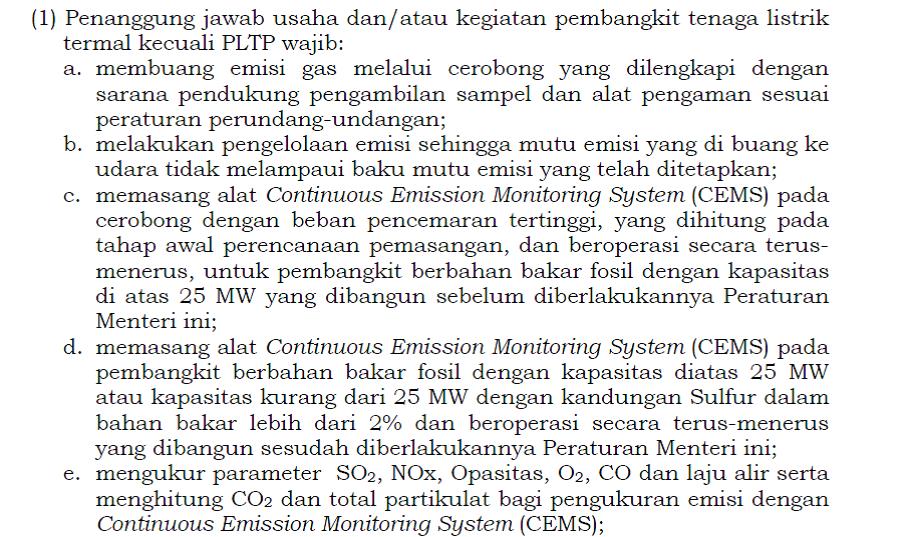 (1) Penanggung jawab usaha dan/atau kegiatan pembangkit tenaga listrik
termal kecuali PLTP wajib:
a. membuang emisi gas melalui cerobong yang dilengkapi dengan
sarana pendukung pengambilan sampel dan alat pengaman sesuai
peraturan perundang-undangan;
b. melakukan pengelolaan emisi sehingga mutu emisi yang di buang ke
udara tidak melampaui baku mutu emisi yang telah ditetapkan;
c. memasang alat Continuous Emission Monitoring System (CEMS) pada
cerobong dengan beban pencemaran tertinggi, yang dihitung pada
tahap awal perencanaan pemasangan, dan beroperasi secara terus-
menerus, untuk pembangkit berbahan bakar fosil dengan kapasitas
di atas 25 MW yang dibangun sebelum diberlakukannya Peraturan
Menteri ini;
d. memasang alat Continuous Emission Monitoring System (CEMS) pada
pembangkit berbahan bakar fosil dengan kapasitas diatas 25 MW
atau kapasitas kurang dari 25 MW dengan kandungan Sulfur dalam
bahan bakar lebih dari 2% dan beroperasi secara terus-menerus
yang dibangun sesudah diberlakukannya Peraturan Menteri ini;
e. mengukur parameter SO₂, NOx, Opasitas, O₂, CO dan laju alir serta
menghitung CO₂ dan total partikulat bagi pengukuran emisi dengan
Continuous Emission Monitoring System (CEMS);